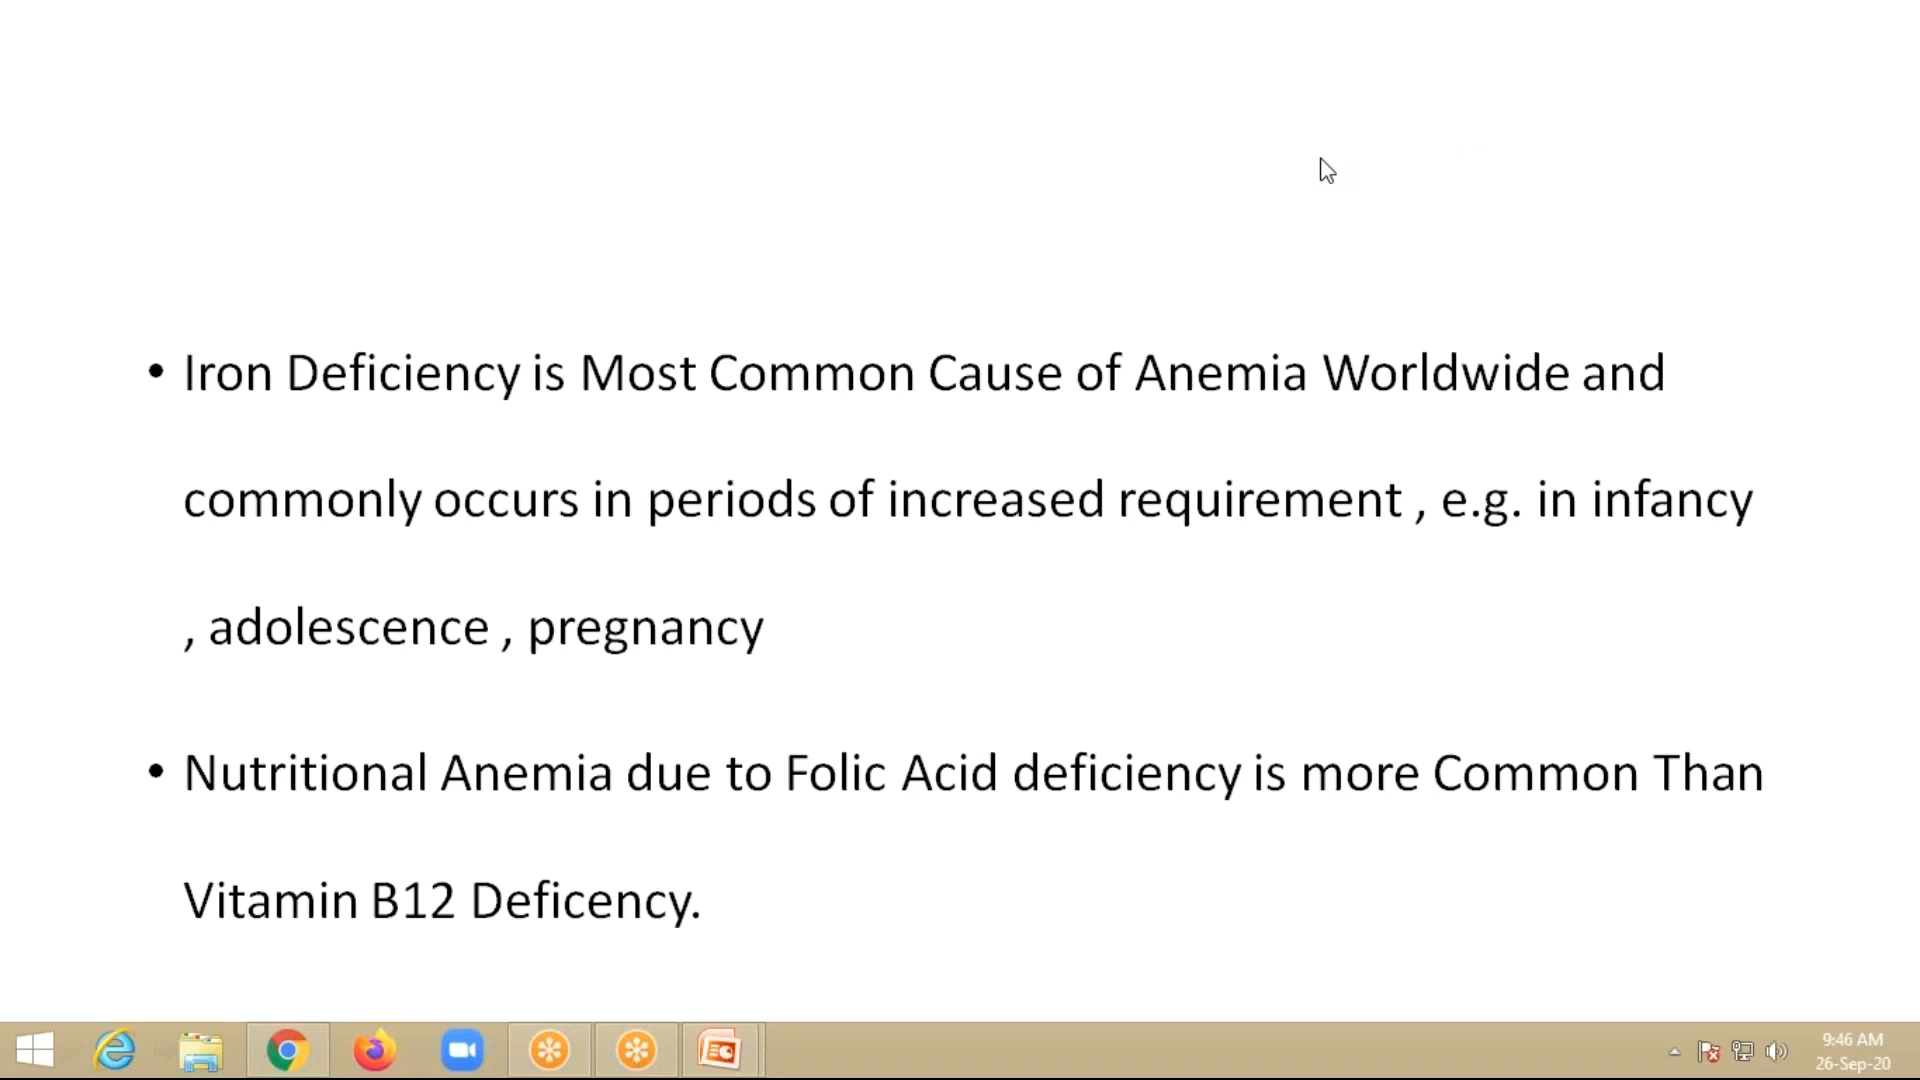 • Iron Deficiency is Most Common Cause of Anemia Worldwide and
commonly occurs in periods of increased requirement , e.g. in infancy
, adolescence , pregnancy
• Nutritional Anemia due to Folic Acid deficiency is more Common Than
Vitamin B12 Deficency.
9:46 AM
26-Sep-20